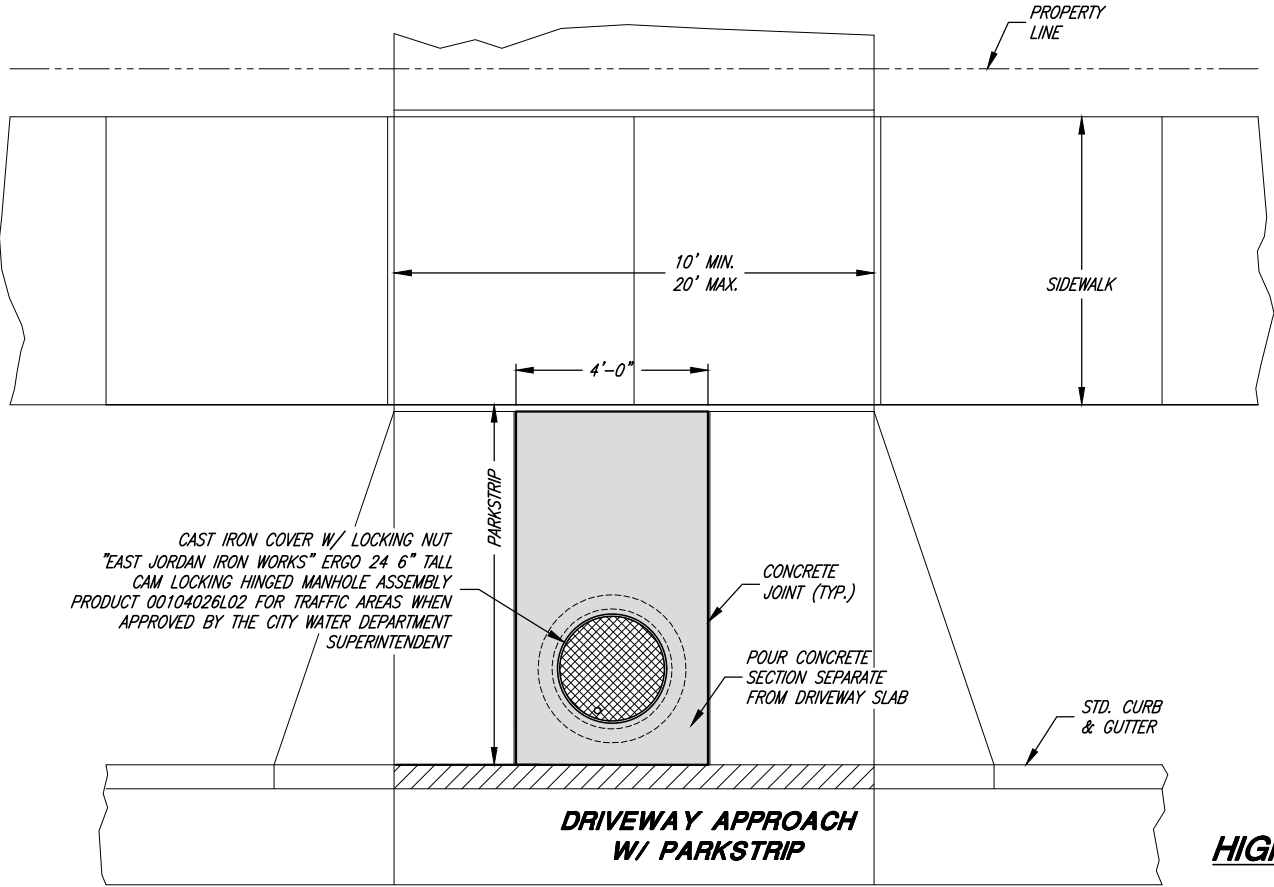 PROPERTY
LINE
10' MIN.
20' MAX.
SIDEWALK
4'-0"
PARKSTRIP
CAST IRON COVER W/ LOCKING NUT
"EAST JORDAN IRON WORKS" ERGO 24 6" TALL
CAM LOCKING HINGED MANHOLE ASSEMBLY
PRODUCT 00104026L02 FOR TRAFFIC AREAS WHEN
APPROVED BY THE CITY WATER DEPARTMENT
SUPERINTENDENT
CONCRETE
JOINT (TYP.)
POUR CONCRETE
SECTION SEPARATE
FROM DRIVEWAY SLAB
STD. CURB
& GUTTER
DRIVEWAY APPROACH
W/ PARKSTRIP